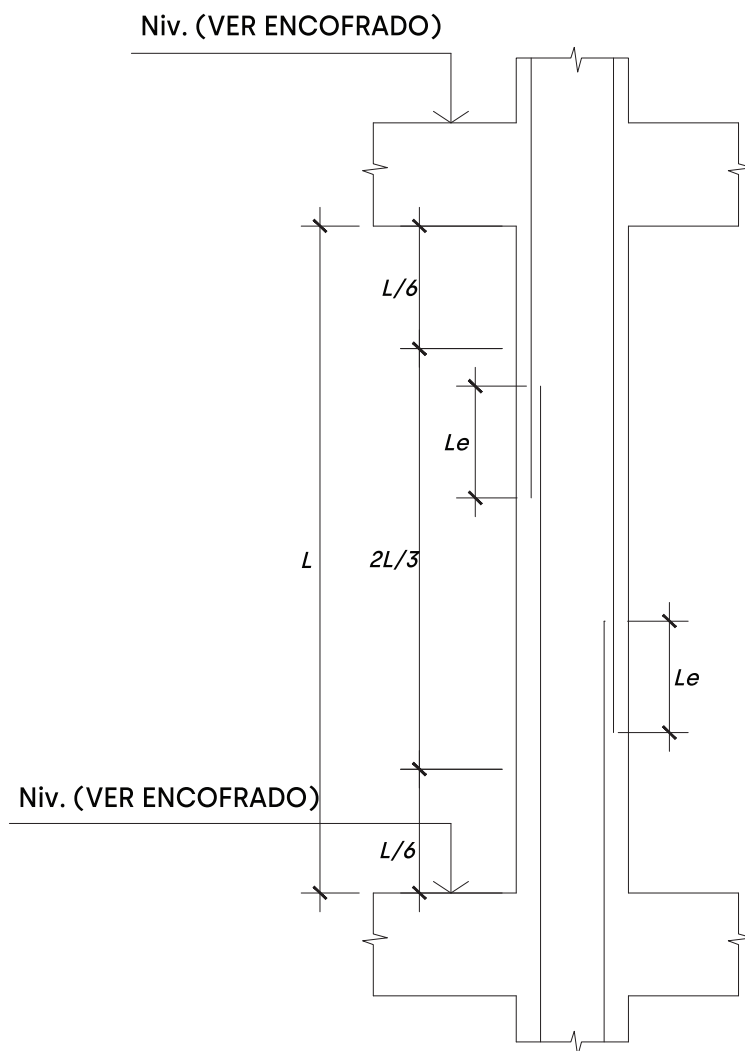 Niv. (VER ENCOFRADO)
L/6
Le
L
2L/3
Le
Niv. (VER ENCOFRADO)
L/6